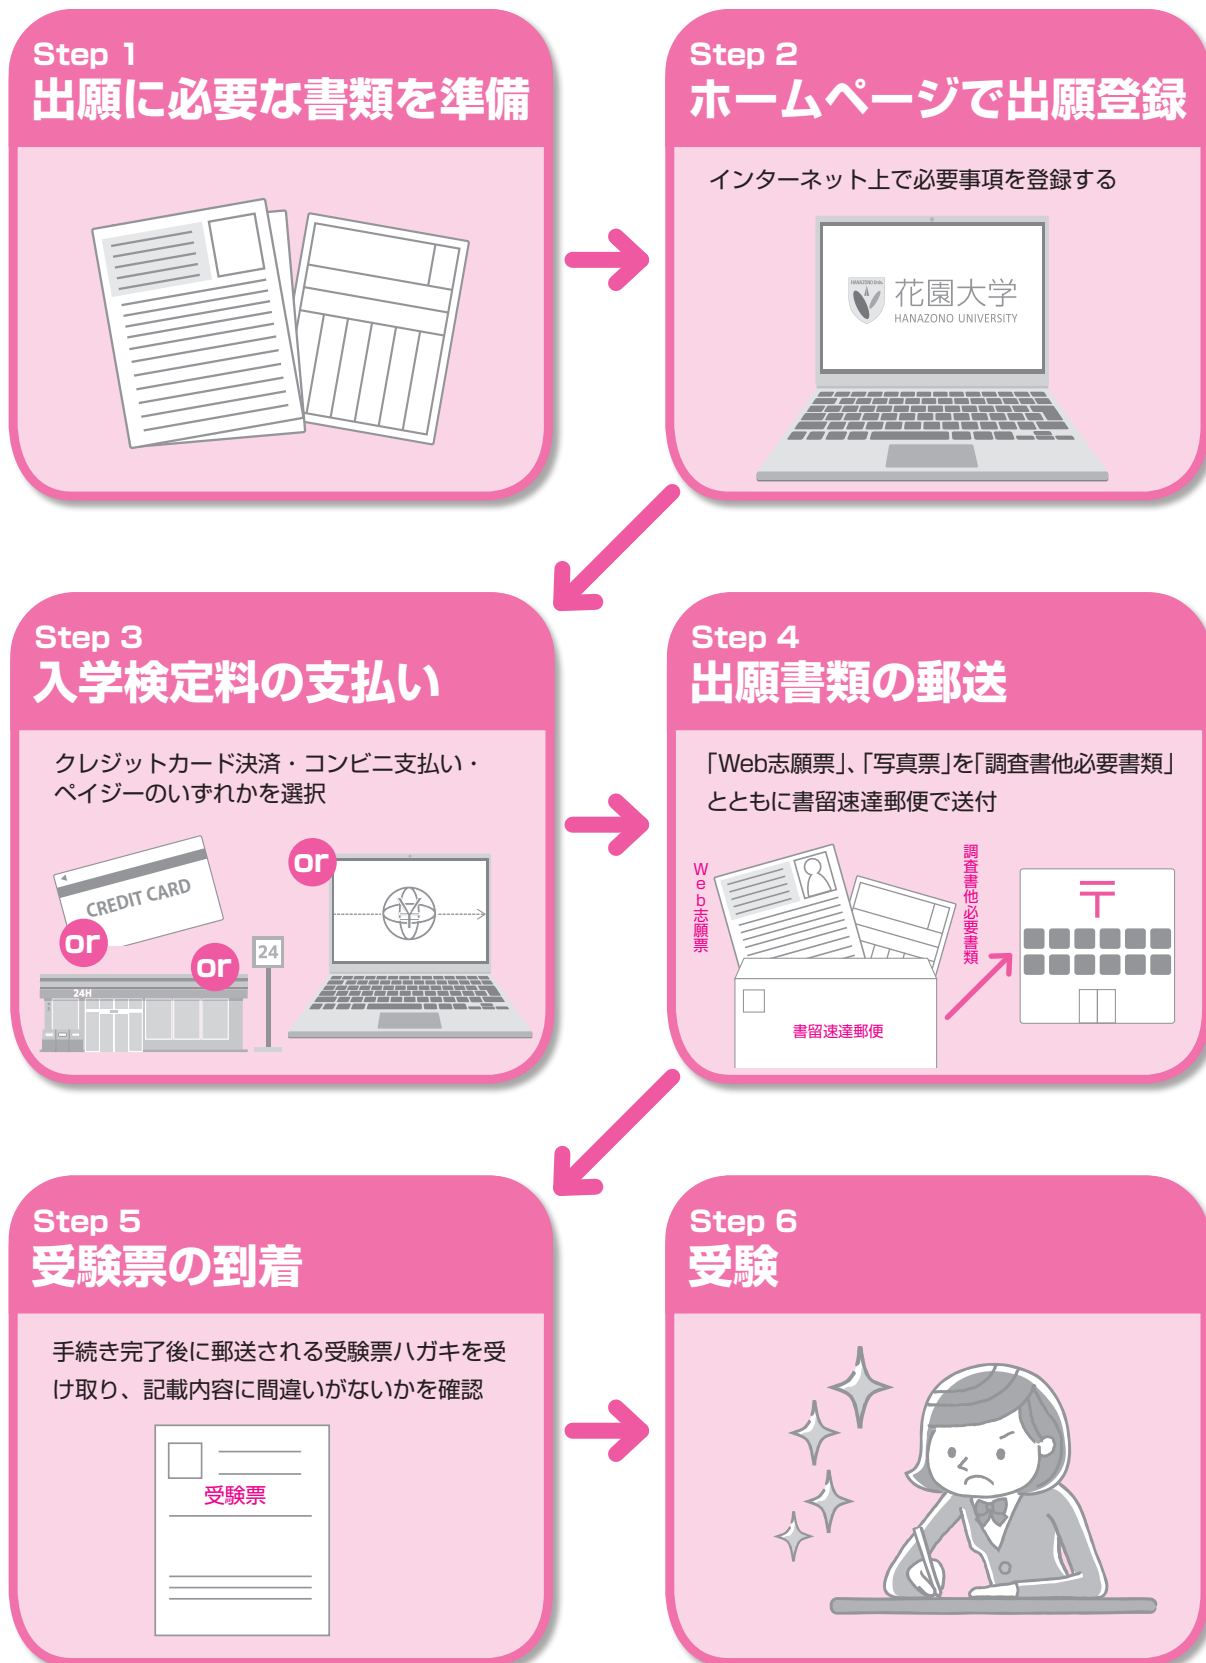 Step 1
出願に必要な書類を準備
Step 2
ホームページで出願登録
インターネット上で必要事項を登録する
HANAZONO Univ.
花園大学
HANAZONO UNIVERSITY
Step 3
入学検定料の支払い
クレジットカード決済・コンビニ支払い・
ペイジーのいずれかを選択
CREDIT CARD
or
or
or
24
24H
Step 4
出願書類の郵送
「Web志願票」、「写真票」を「調査書他必要書類」
とともに書留速達郵便で送付
Web志願票
調査書他必要書類
〒
書留速達郵便
Step 5
受験票の到着
手続き完了後に郵送される受験票ハガキを受
け取り、記載内容に間違いがないかを確認
受験票
Step 6
受験